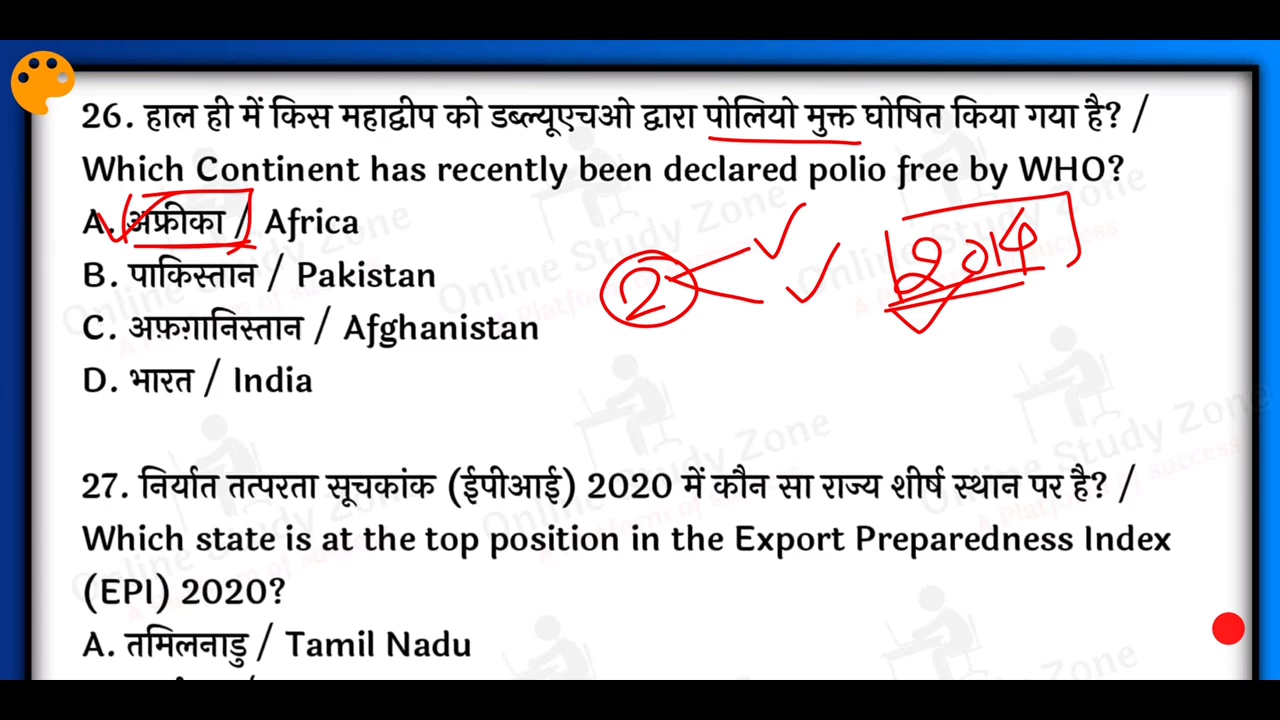 26. हाल ही में किस महाद्वीप को डब्ल्यूएचओ द्वारा पोलियो मुक्त घोषित किया गया है? /
Which Continent has recently been declared polio free by WHO?
A. अफ्रीका / Africa
B. पाकिस्तान / Pakistan
C. अफ़ग़ानिस्तान / Afghanistan
D. भारत / India
2
2014
27. निर्यात तत्परता सूचकांक (ईपीआई) 2020 में कौन सा राज्य शीर्ष स्थान पर है? /
Which state is at the top position in the Export Preparedness Index
(EPI) 2020?
A. तमिलनाडु / Tamil Nadu